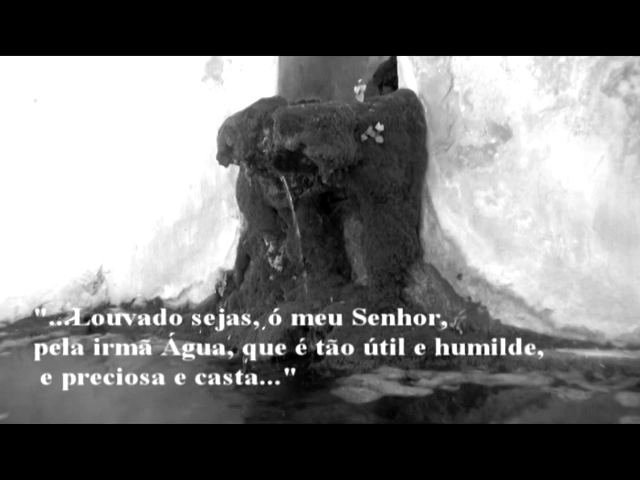 "...Louvado sejas, ó meu Senhor,
pela irmã Água, que é tão útil e humilde,
e preciosa e casta..."